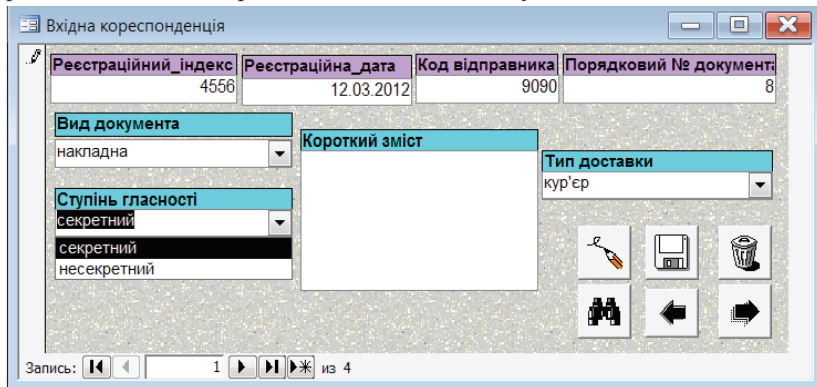 Вхідна кореспонденція
Реєстраційний_індекс Реєстраційна_дата Код відправника Порядковий № документа
4556 12.03.2012 9090 8
Вид документа
накладна
Короткий зміст
Тип доставки
кур'єр
Ступінь гласності
секретний
секретний
несекретний
Запись: 1 из 4